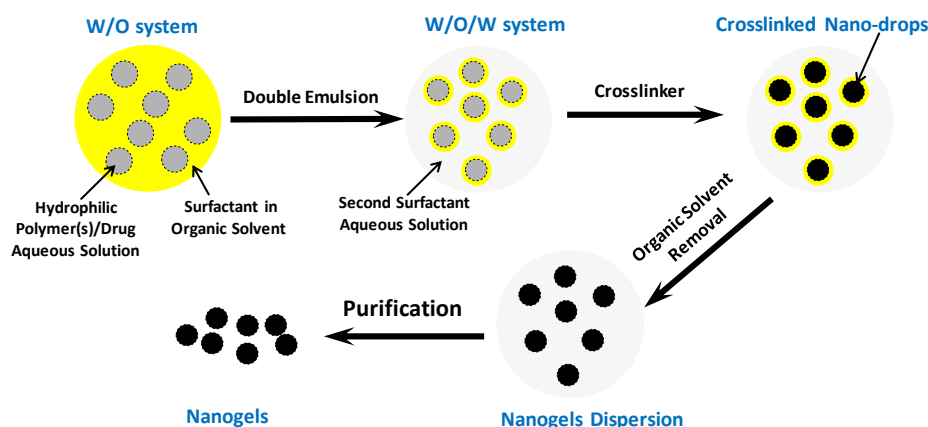 W/O system
W/O/W system
Crosslinked Nano-drops
Double Emulsion
Crosslinker
Hydrophilic
Polymer(s)/Drug
Aqueous Solution
Surfactant in
Organic Solvent
Second Surfactant
Aqueous Solution
Organic Solvent
Removal
Purification
Nanogels
Nanogels Dispersion